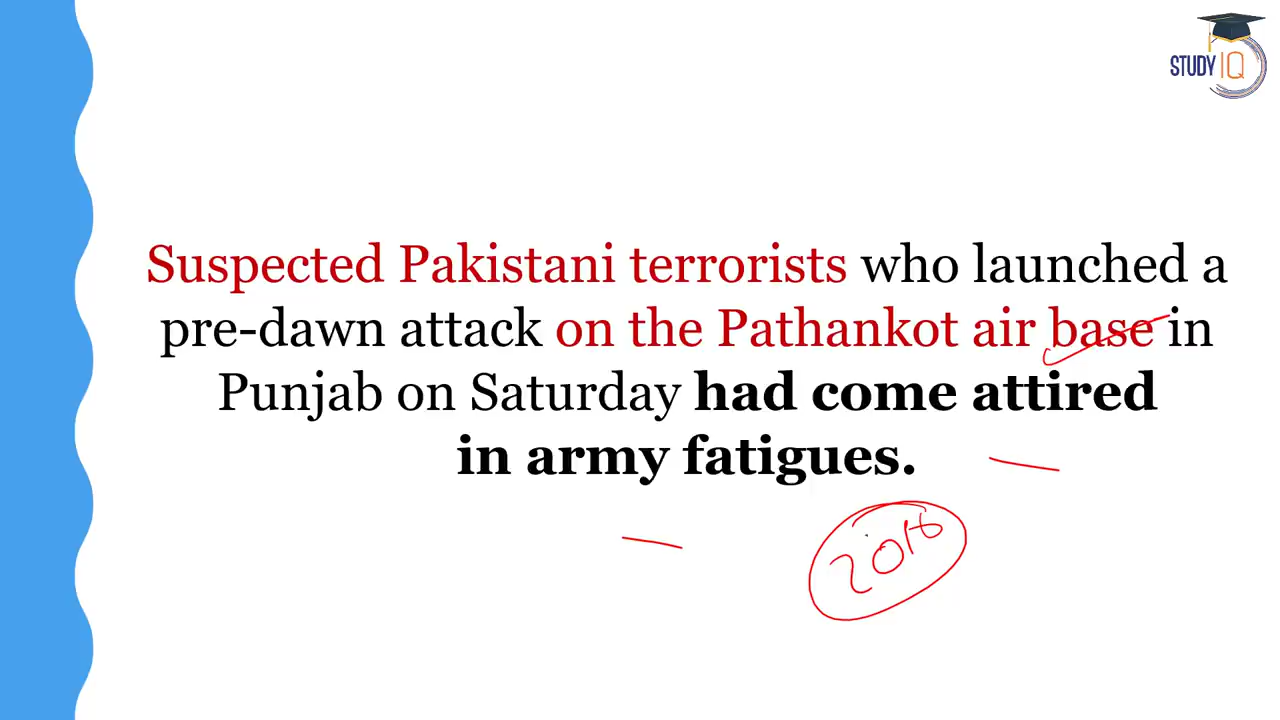 STUDY IQ
Suspected Pakistani terrorists who launched a
pre-dawn attack on the Pathankot air base in
Punjab on Saturday had come attired
in army fatigues.
2016